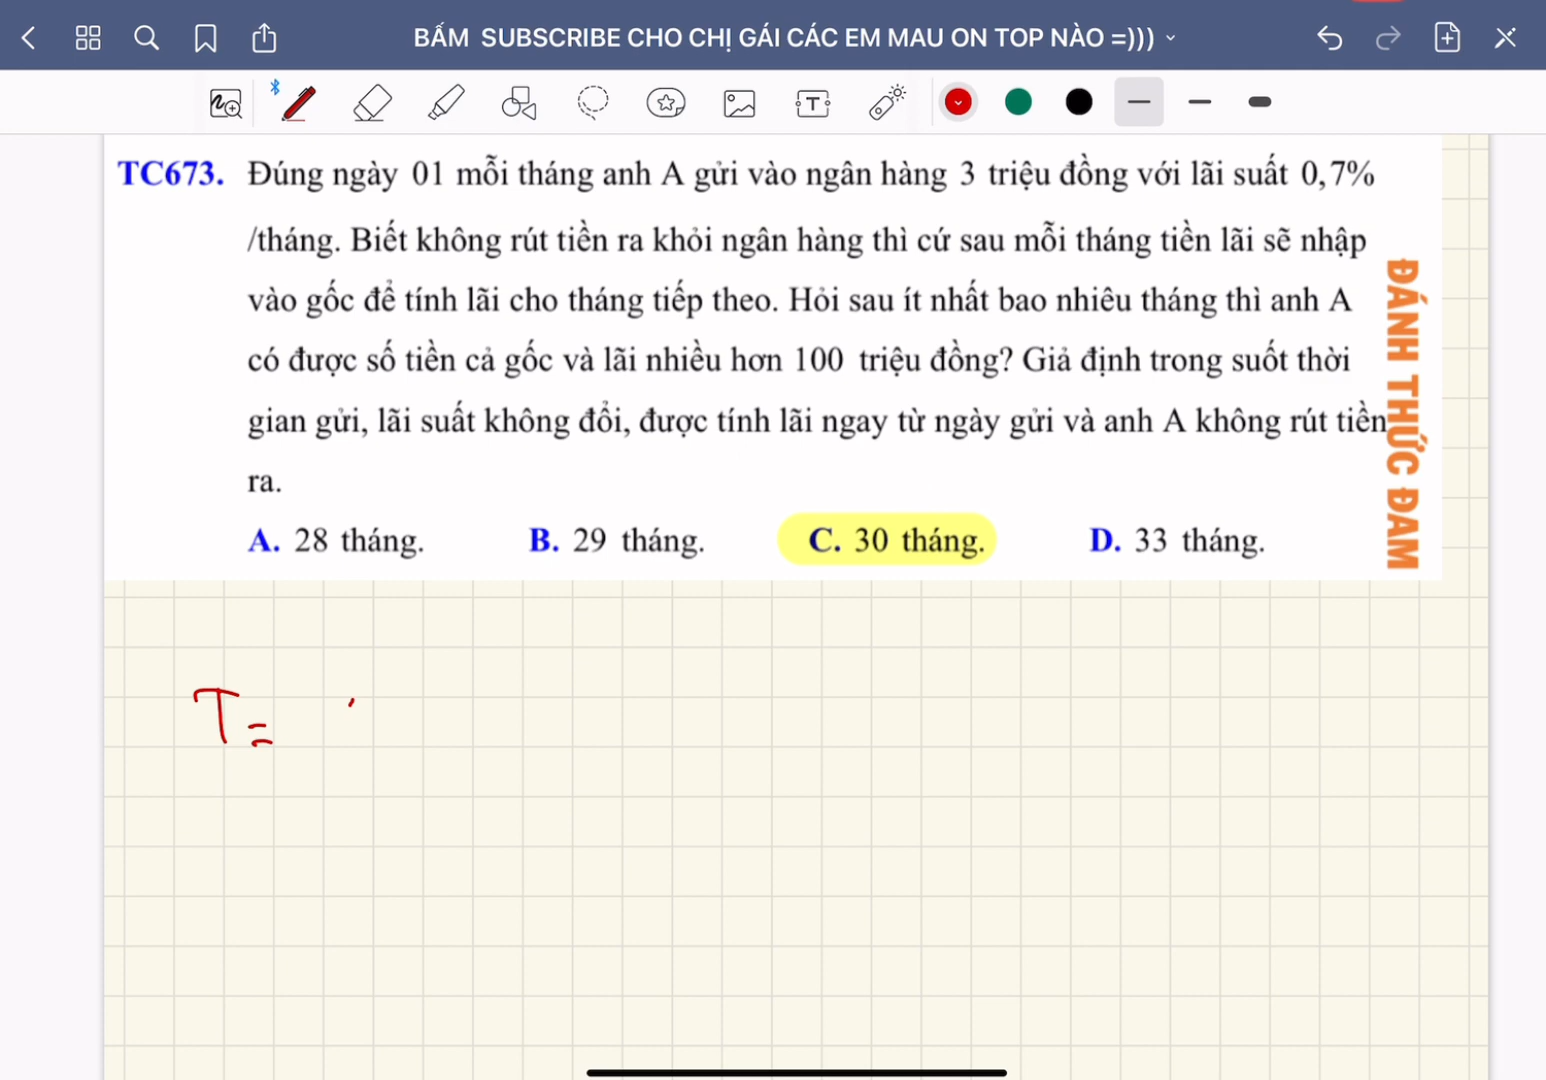 BẤM SUBSCRIBE CHO CHỊ GÁI CÁC EM MAU ON TOP NÀO =)))
TC673. Đúng ngày 01 mỗi tháng anh A gửi vào ngân hàng 3 triệu đồng với lãi suất 0,7%
/tháng. Biết không rút tiền ra khỏi ngân hàng thì cứ sau mỗi tháng tiền lãi sẽ nhập
vào gốc để tính lãi cho tháng tiếp theo. Hỏi sau ít nhất bao nhiêu tháng thì anh A
có được số tiền cả gốc và lãi nhiều hơn 100 triệu đồng? Giả định trong suốt thời
gian gửi, lãi suất không đổi, được tính lãi ngay từ ngày gửi và anh A không rút tiền
ra.
A. 28 tháng. B. 29 tháng. C. 30 tháng. D. 33 tháng.
ĐÁNH THỨC ĐAM
T =